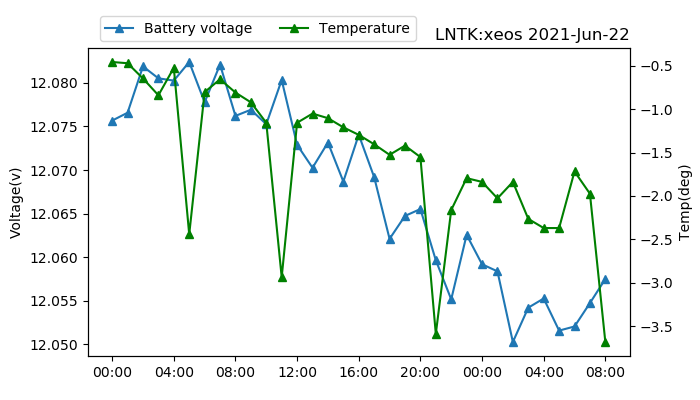 Battery voltage Temperature
LNTK:xeos 2021-Jun-22
12.080
12.075
12.070
12.065
12.060
12.055
12.050
Voltage(v)
−0.5
−1.0
−1.5
−2.0
−2.5
−3.0
−3.5
Temp(deg)
00:00 04:00 08:00 12:00 16:00 20:00 00:00 04:00 08:00